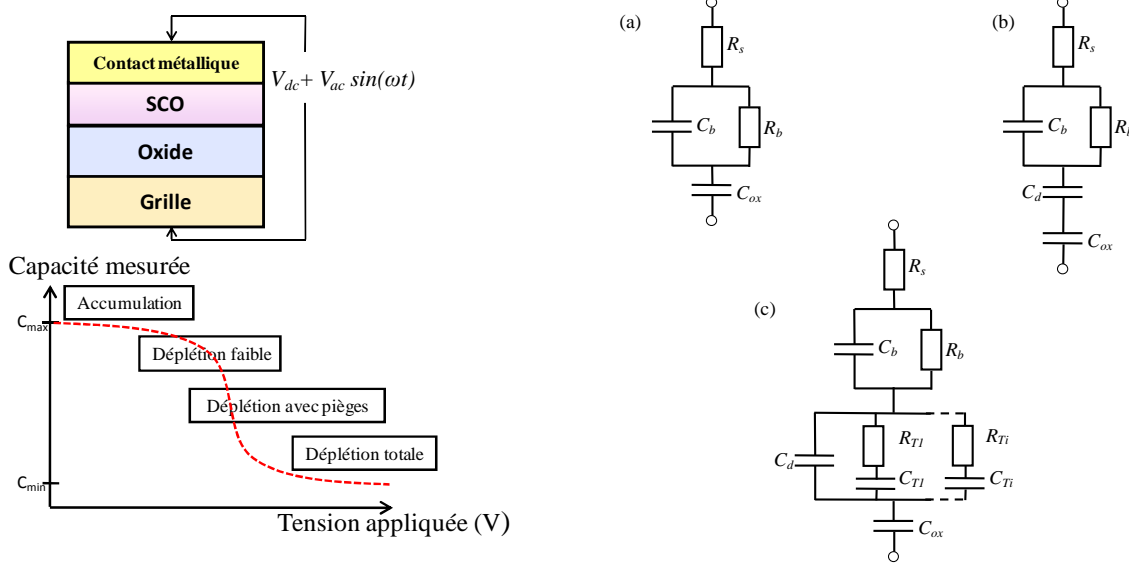 Contact métallique
SCO
Oxide
Grille
V_dc + V_ac sin(ωt)
Capacité mesurée
C_max
C_min
Accumulation
Déplétion faible
Déplétion avec pièges
Déplétion totale
Tension appliquée (V)
(a)
R_s
C_b
R_b
C_ox
(b)
R_s
C_b
C_d
C_ox
(c)
R_s
C_b
R_b
C_d
R_T1
C_T1
R_Ti
C_Ti
C_ox